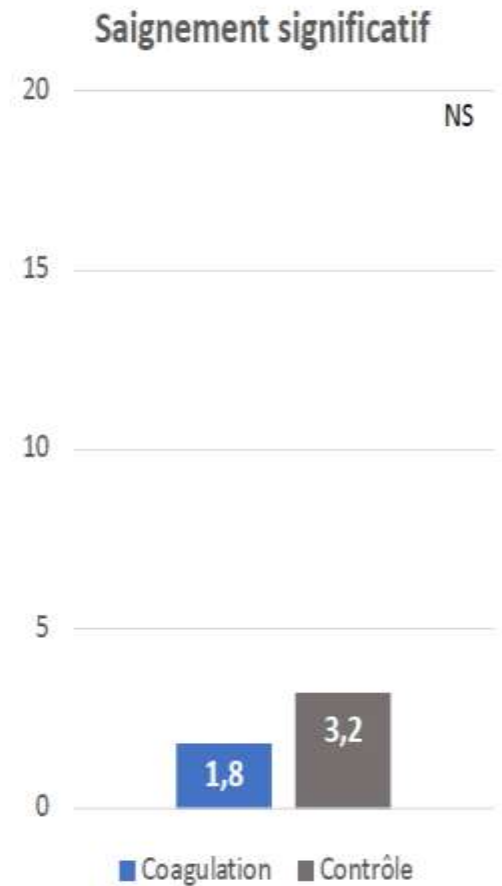 Saignement significatif
20
NS
15
10
5
3,2
1,8
0
Coagulation Contrôle